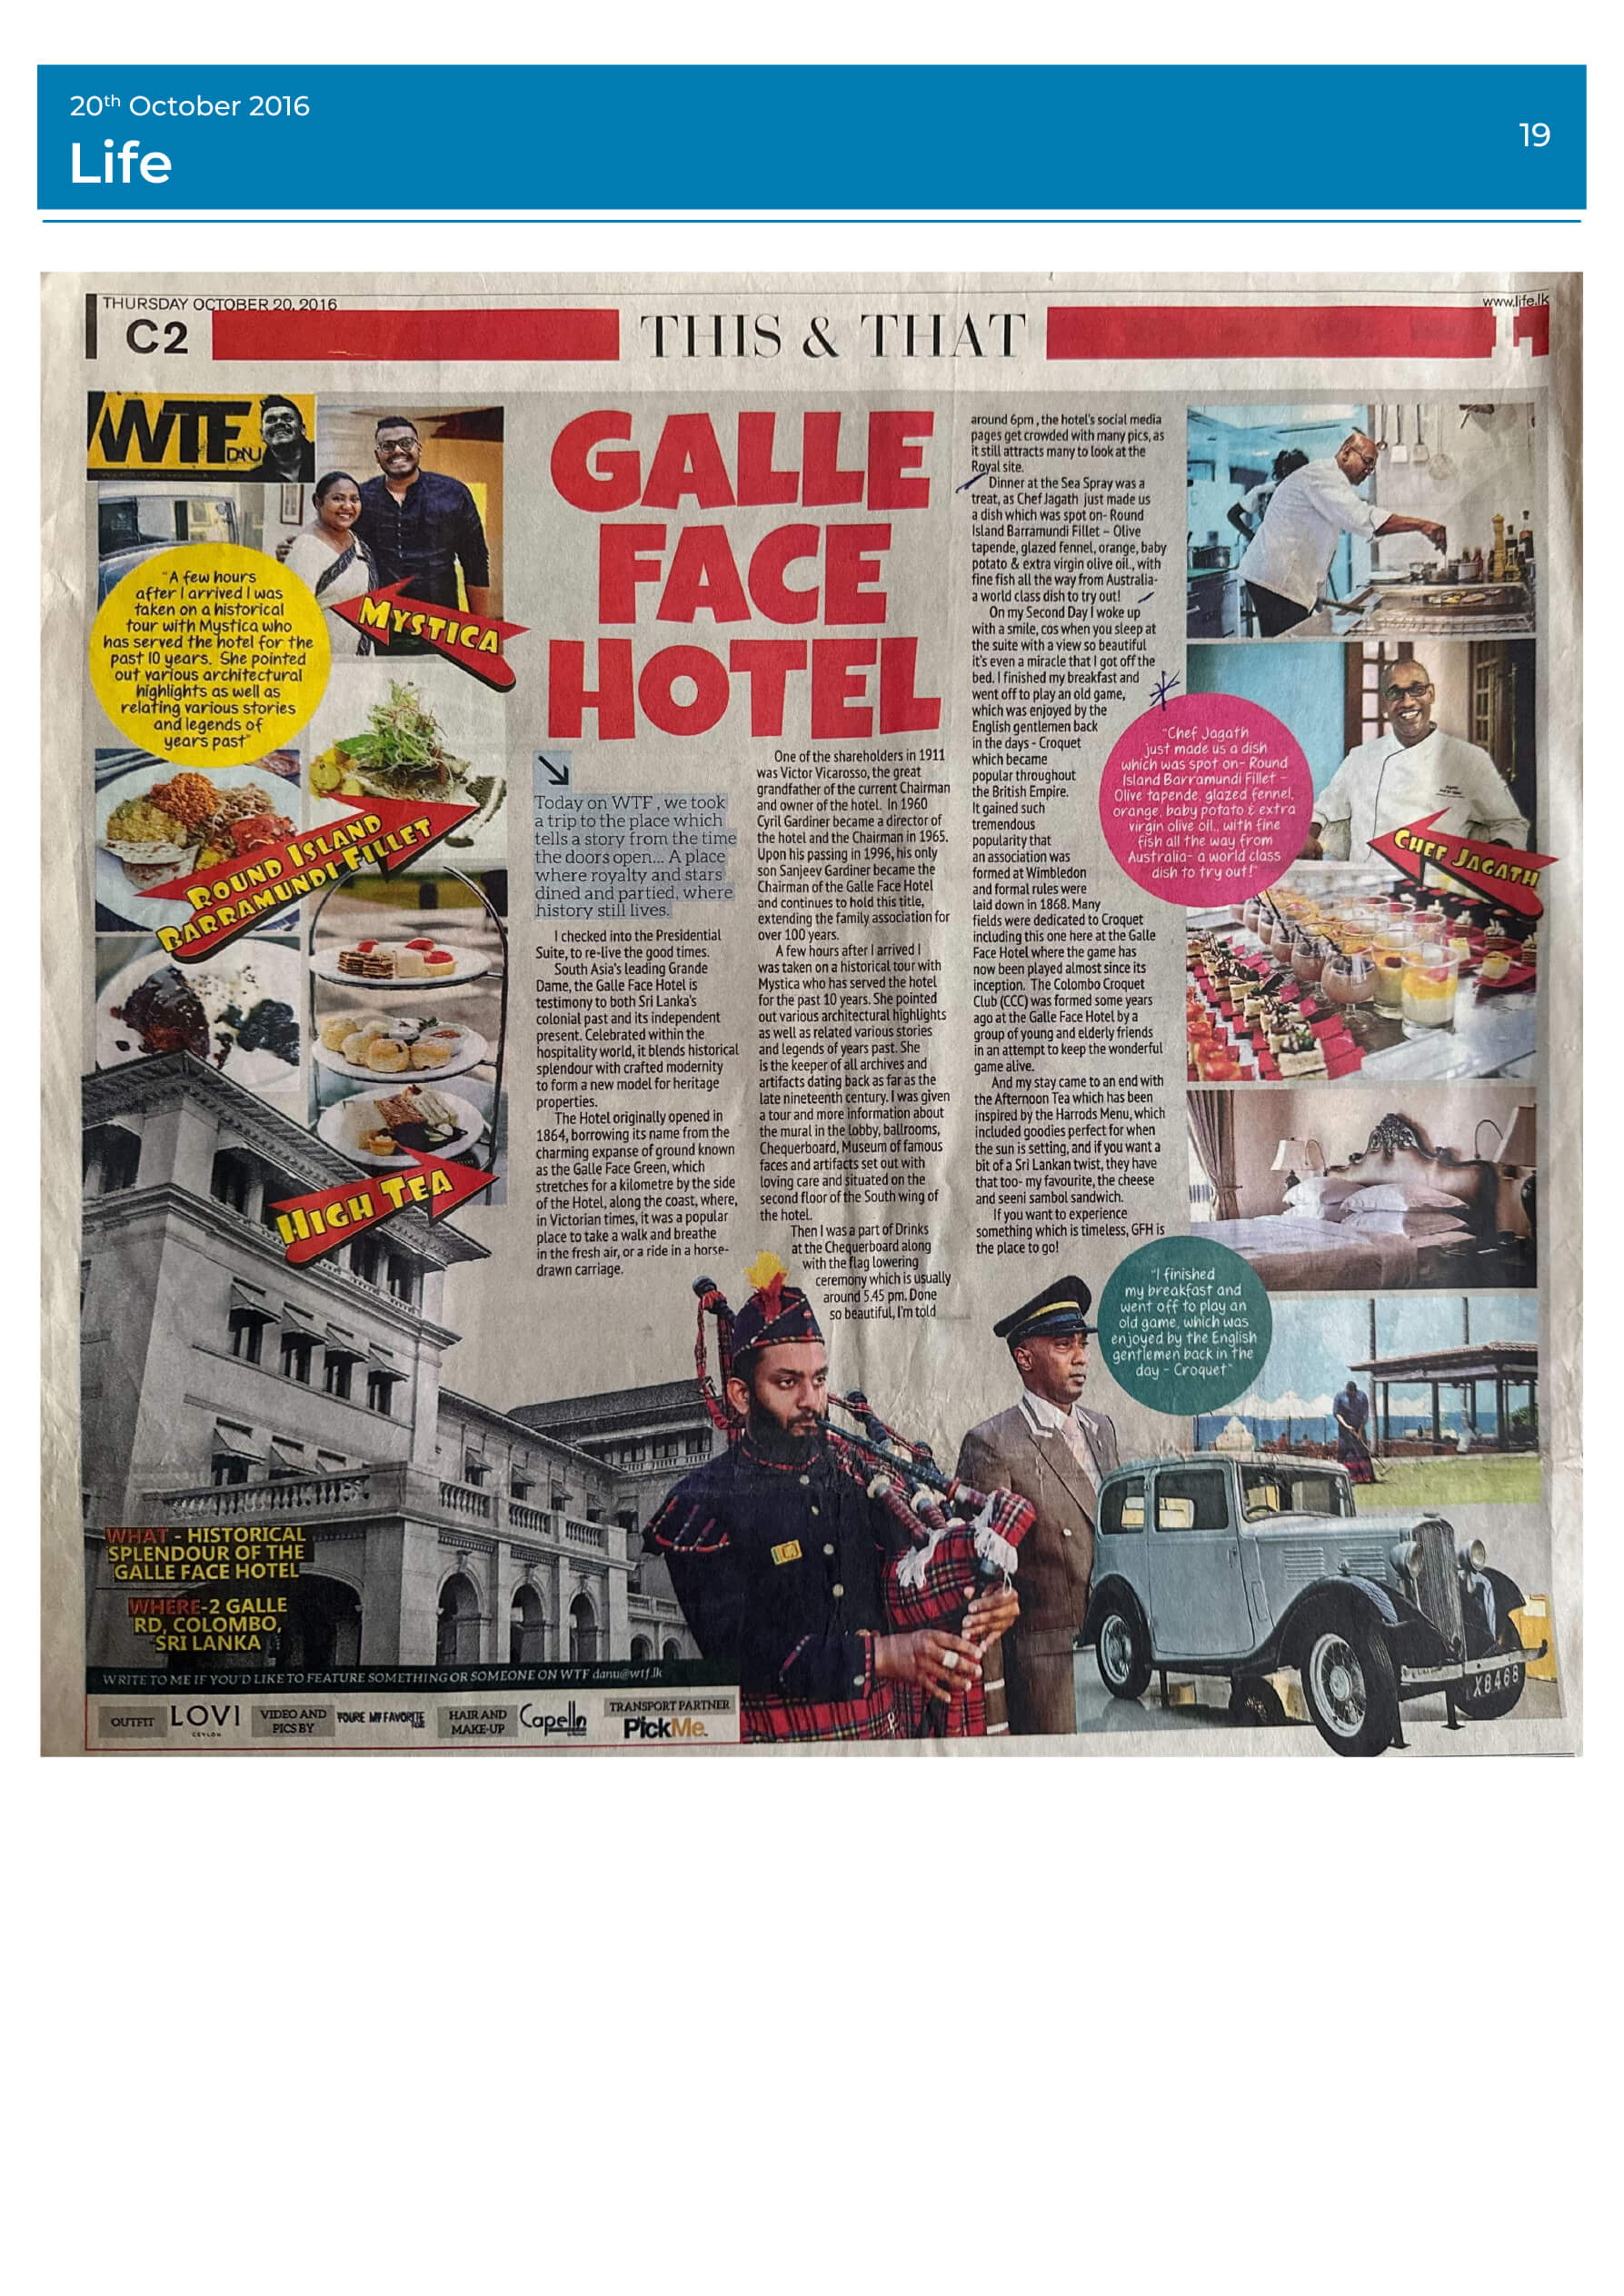 20th October 2016
Life
19
THURSDAY OCTOBER 20, 2016
C2
THIS & THAT
www.life.lk
WTF
DNU
"A few hours
after I arrived I was
taken on a historical
tour with Mystica who
has served the hotel for the
past 10 years. She pointed
out various architectural
highlights as well as
relating various stories
and legends of
years past"
MYSTICA
ROUND ISLAND
BARRAMUNDI FILLET
HIGH TEA
GALLE
FACE
HOTEL
Today on WTF , we took
a trip to the place which
tells a story from the time
the doors open... A place
where royalty and stars
dined and partied, where
history still lives.
I checked into the Presidential
Suite, to re-live the good times.
South Asia's leading Grande
Dame, the Galle Face Hotel is
testimony to both Sri Lanka's
colonial past and its independent
present. Celebrated within the
hospitality world, it blends historical
splendour with crafted modernity
to form a new model for heritage
properties.
The Hotel originally opened in
1864, borrowing its name from the
charming expanse of ground known
as the Galle Face Green, which
stretches for a kilometre by the side
of the Hotel, along the coast, where,
in Victorian times, it was a popular
place to take a walk and breathe
in the fresh air, or a ride in a horse-
drawn carriage.
One of the shareholders in 1911
was Victor Vicarosso, the great
grandfather of the current Chairman
and owner of the hotel. In 1960
Cyril Gardiner became a director of
the hotel and the Chairman in 1965.
Upon his passing in 1996, his only
son Sanjeev Gardiner became the
Chairman of the Galle Face Hotel
and continues to hold this title,
extending the family association for
over 100 years.
A few hours after I arrived I
was taken on a historical tour with
Mystica who has served the hotel
for the past 10 years. She pointed
out various architectural highlights
as well as related various stories
and legends of years past. She
is the keeper of all archives and
artifacts dating back as far as the
late nineteenth century. I was given
a tour and more information about
the mural in the lobby, ballrooms,
Chequerboard, Museum of famous
faces and artifacts set out with
loving care and situated on the
second floor of the South wing of
the hotel.
Then I was a part of Drinks
at the Chequerboard along
with the flag lowering
ceremony which is usually
around 5.45 pm. Done
so beautiful, I'm told
around 6pm , the hotel's social media
pages get crowded with many pics, as
it still attracts many to look at the
Royal site.
Dinner at the Sea Spray was a
treat, as Chef Jagath just made us
a dish which was spot on- Round
Island Barramundi Fillet – Olive
tapende, glazed fennel, orange, baby
potato & extra virgin olive oil., with
fine fish all the way from Australia-
a world class dish to try out!
On my Second Day I woke up
with a smile, cos when you sleep at
the suite with a view so beautiful
it's even a miracle that I got off the
bed. I finished my breakfast and
went off to play an old game,
which was enjoyed by the
English gentlemen back
in the days - Croquet
which became
popular throughout
the British Empire.
It gained such
tremendous
popularity that
an association was
formed at Wimbledon
and formal rules were
laid down in 1868. Many
fields were dedicated to Croquet
including this one here at the Galle
Face Hotel where the game has
now been played almost since its
inception. The Colombo Croquet
Club (CCC) was formed some years
ago at the Galle Face Hotel by a
group of young and elderly friends
in an attempt to keep the wonderful
game alive.
And my stay came to an end with
the Afternoon Tea which has been
inspired by the Harrods Menu, which
included goodies perfect for when
the sun is setting, and if you want a
bit of a Sri Lankan twist, they have
that too- my favourite, the cheese
and seeni sambol sandwich.
If you want to experience
something which is timeless, GFH is
the place to go!
"Chef Jagath
just made us a dish
which was spot on- Round
Island Barramundi Fillet –
Olive tapende, glazed fennel,
orange, baby potato & extra
virgin olive oil., with fine
fish all the way from
Australia- a world class
dish to try out!"
CHEF JAGATH
"I finished
my breakfast and
went off to play an
old game, which was
enjoyed by the English
gentlemen back in the
day - Croquet"
WHAT - HISTORICAL
SPLENDOUR OF THE
GALLE FACE HOTEL
WHERE-2 GALLE
RD, COLOMBO,
SRI LANKA
WRITE TO ME IF YOU'D LIKE TO FEATURE SOMETHING OR SOMEONE ON WTF danu@wtf.lk
OUTFIT
LOVI
CEYLON
VIDEO AND
PICS BY
YOURE MY FAVORITE
HAIR AND
MAKE-UP
Capello
TRANSPORT PARTNER
PickMe.
X8468